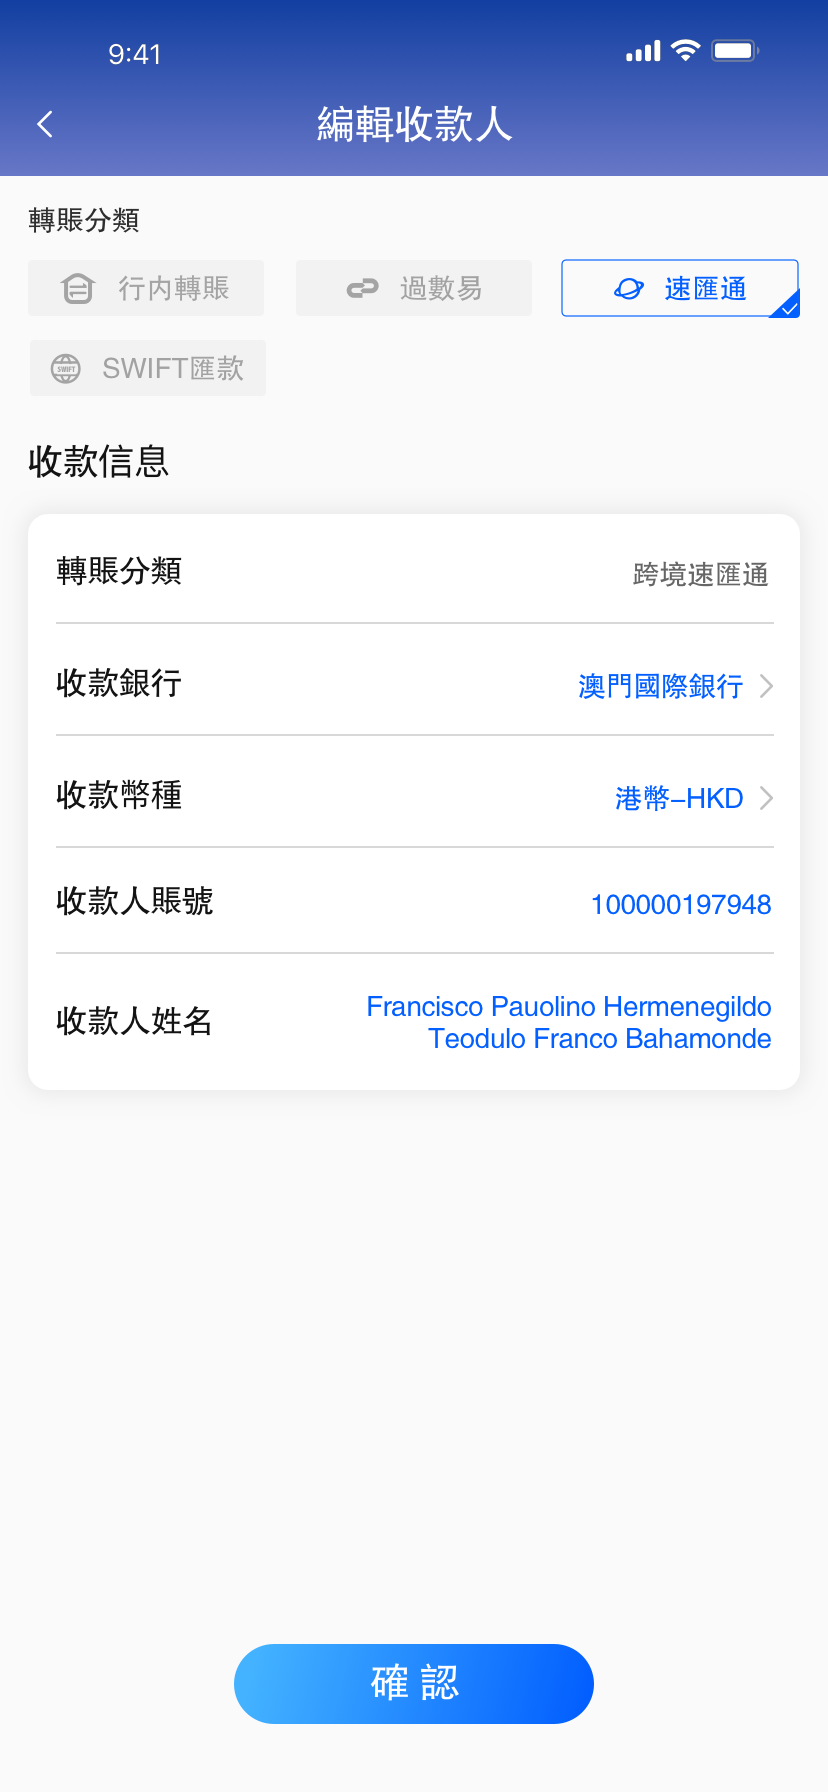 9:41
編輯收款人
轉賬分類
行内轉賬
過數易
速匯通
SWIFT
SWIFT匯款
收款信息
轉賬分類
跨境速匯通
收款銀行
澳門國際銀行
收款幣種
港幣–HKD
收款人賬號
100000197948
收款人姓名
Francisco Pauolino Hermenegildo
Teodulo Franco Bahamonde
確 認